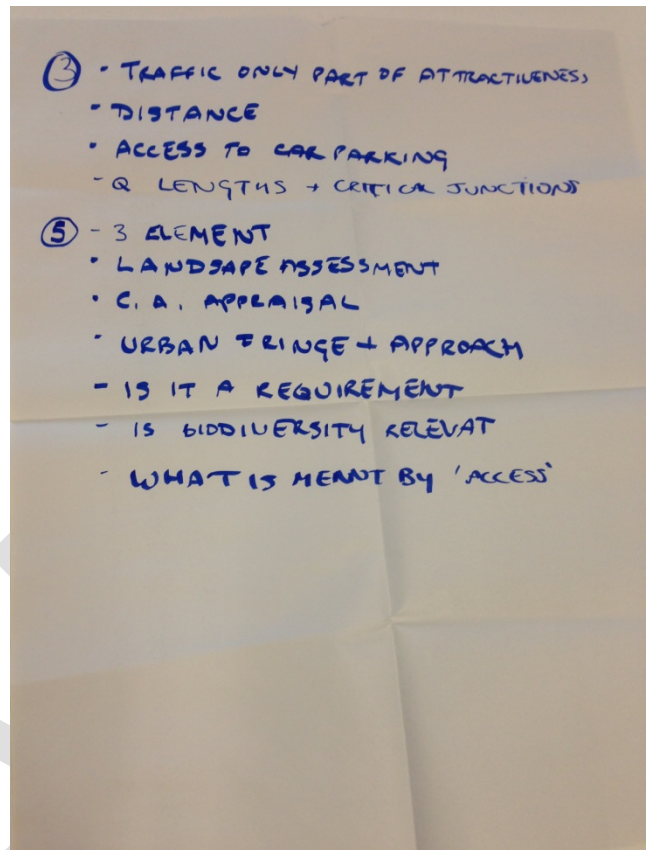 ③ · TRAFFIC ONLY PART OF ATTRACTIVENESS,
- DISTANCE
· ACCESS TO CAR PARKING
- Q LENGTHS + CRITICAL JUNCTIONS
⑤ - 3 ELEMENT
· LANDSAPE ASSESSMENT
· C. A. APPRAISAL
· URBAN FRINGE + APPROACH
- IS IT A REQUIREMENT
- IS BIODIVERSITY RELEVAT
- WHAT IS MEANT BY 'ACCESS'